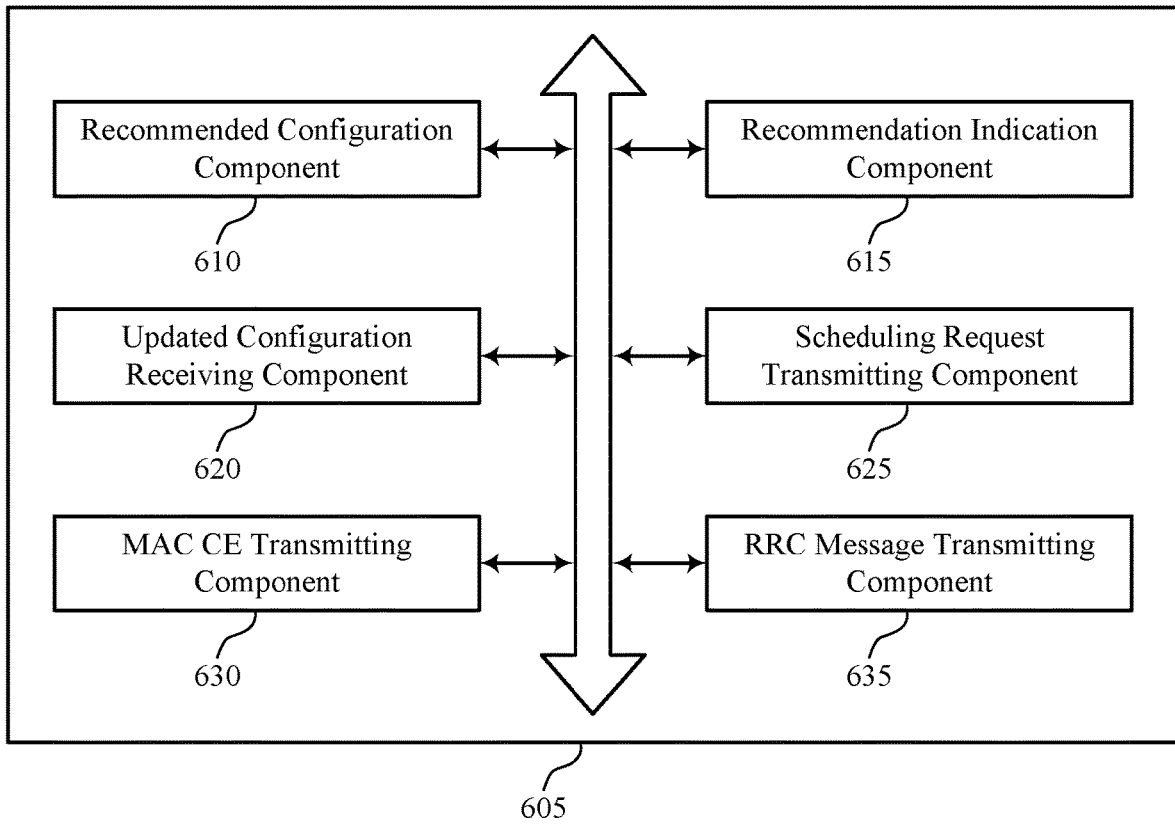 Recommended Configuration
Component
610
Recommendation Indication
Component
615
Updated Configuration
Receiving Component
620
Scheduling Request
Transmitting Component
625
MAC CE Transmitting
Component
630
RRC Message Transmitting
Component
635
605